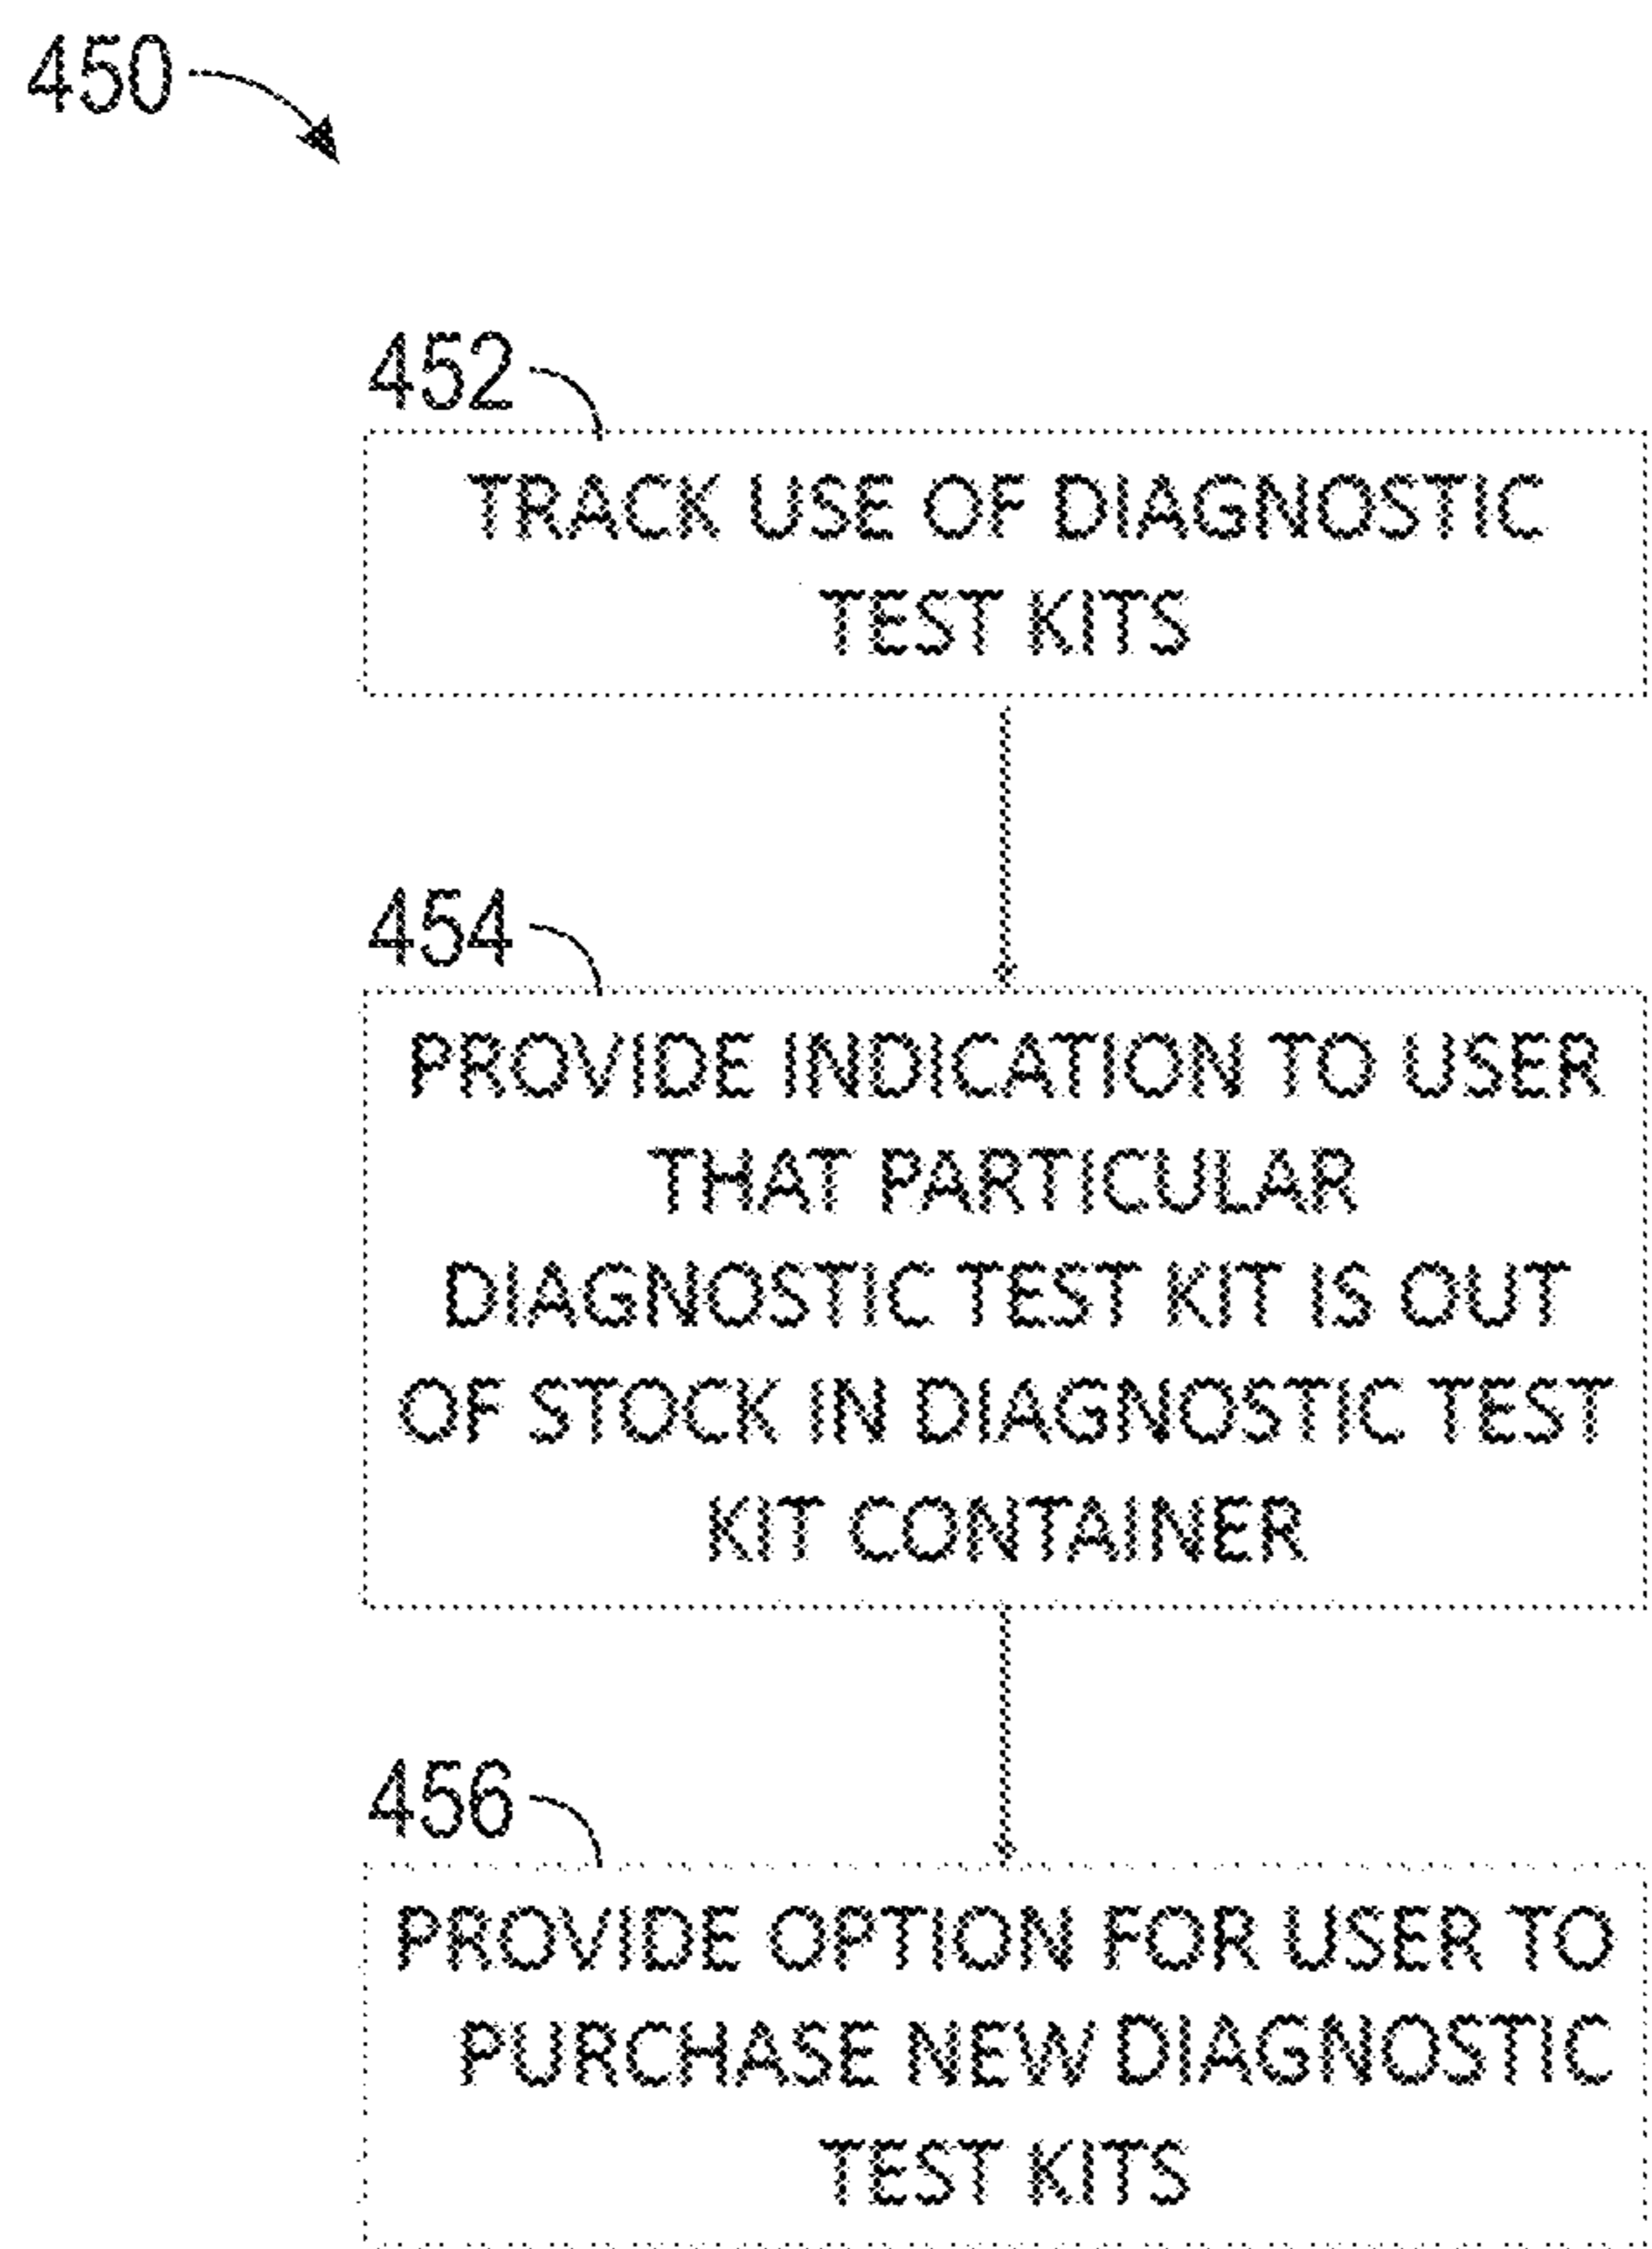 450
452
TRACK USE OF DIAGNOSTIC
TEST KITS
454
PROVIDE INDICATION TO USER
THAT PARTICULAR
DIAGNOSTIC TEST KIT IS OUT
OF STOCK IN DIAGNOSTIC TEST
KIT CONTAINER
456
PROVIDE OPTION FOR USER TO
PURCHASE NEW DIAGNOSTIC
TEST KITS